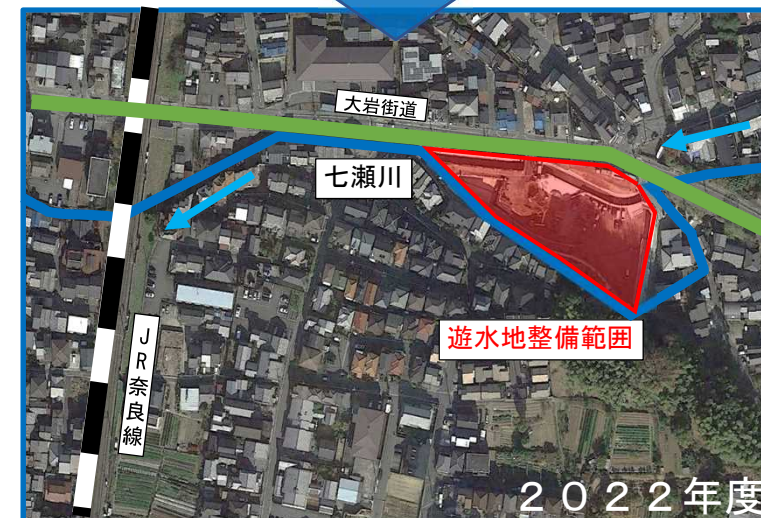 大岩街道
七瀬川
遊水地整備範囲
JR奈良線
２０２２年度